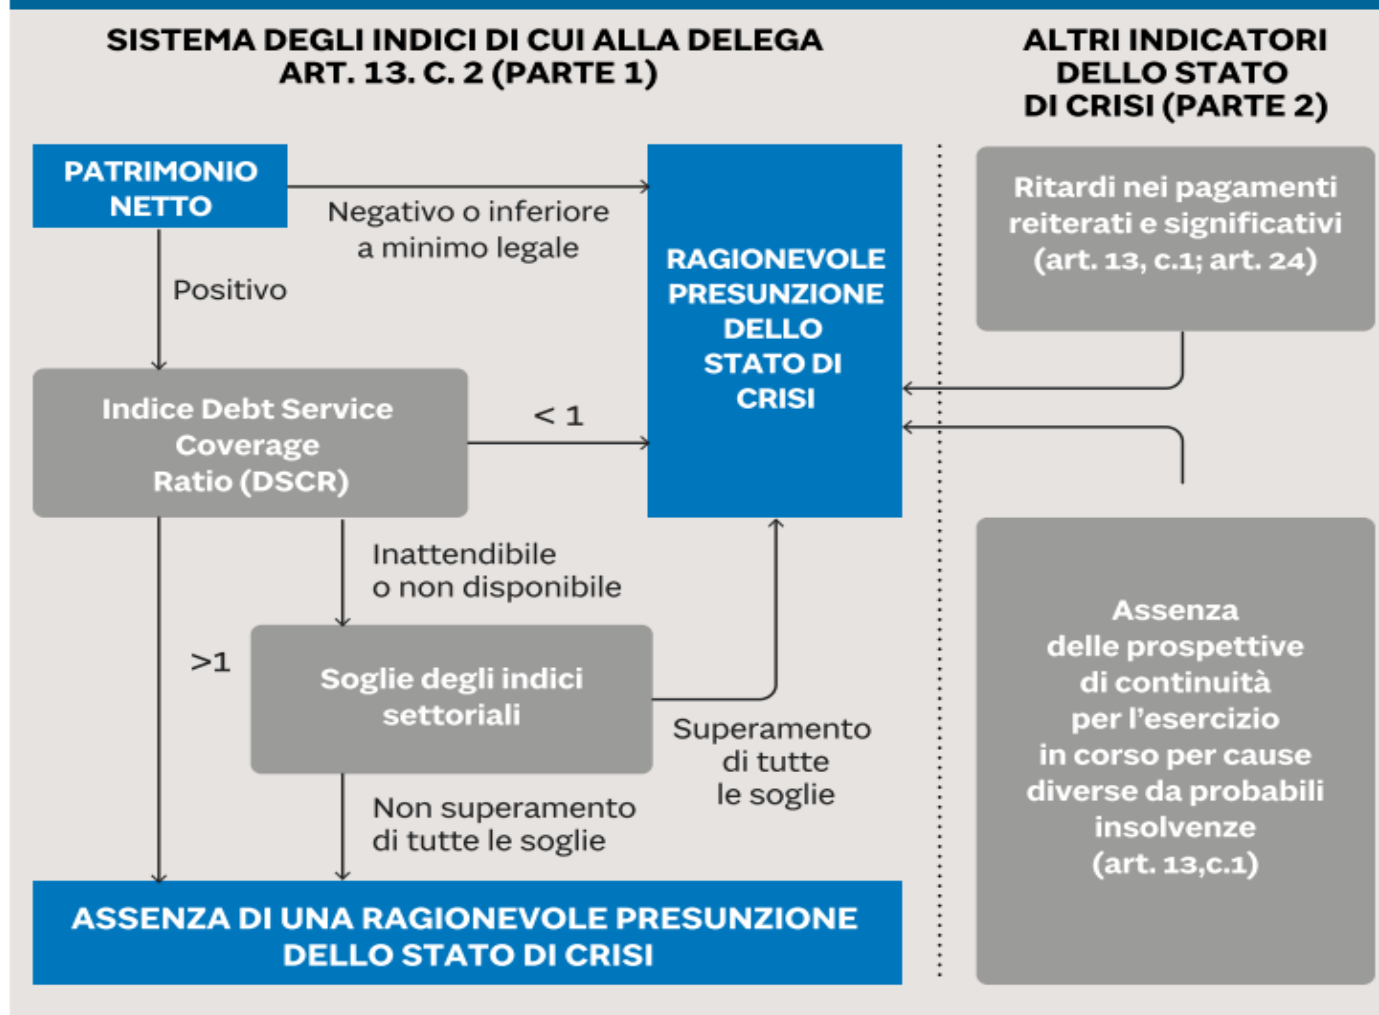 SISTEMA DEGLI INDICI DI CUI ALLA DELEGA
ART. 13. C. 2 (PARTE 1)
ALTRI INDICATORI
DELLO STATO
DI CRISI (PARTE 2)
PATRIMONIO
NETTO
Negativo o inferiore
a minimo legale
Positivo
RAGIONEVOLE
PRESUNZIONE
DELLO
STATO DI
CRISI
Ritardi nei pagamenti
reiterati e significativi
(art. 13, c.1; art. 24)
Indice Debt Service
Coverage
Ratio (DSCR)
< 1
Inattendibile
o non disponibile
>1
Soglie degli indici
settoriali
Superamento
di tutte
le soglie
Non superamento
di tutte le soglie
Assenza
delle prospettive
di continuità
per l'esercizio
in corso per cause
diverse da probabili
insolvenze
(art. 13,c.1)
ASSENZA DI UNA RAGIONEVOLE PRESUNZIONE
DELLO STATO DI CRISI